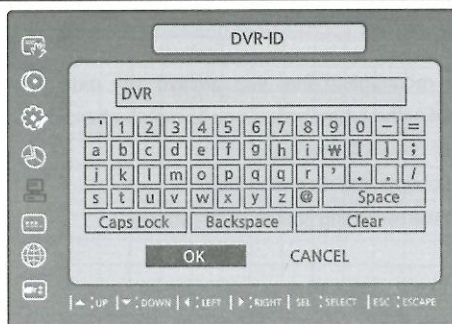 DVR-ID
DVR
' 1 2 3 4 5 6 7 8 9 0 - =
a b c d e f g h i ₩ [ ] ;
j k l m o p q q r ' . . /
s t u v w x y z @ Space
Caps Lock Backspace Clear
OK CANCEL
▲ : UP | ▼ : DOWN | ◀ : LEFT | ▶ : RIGHT | SEL : SELECT | ESC : ESCAPE